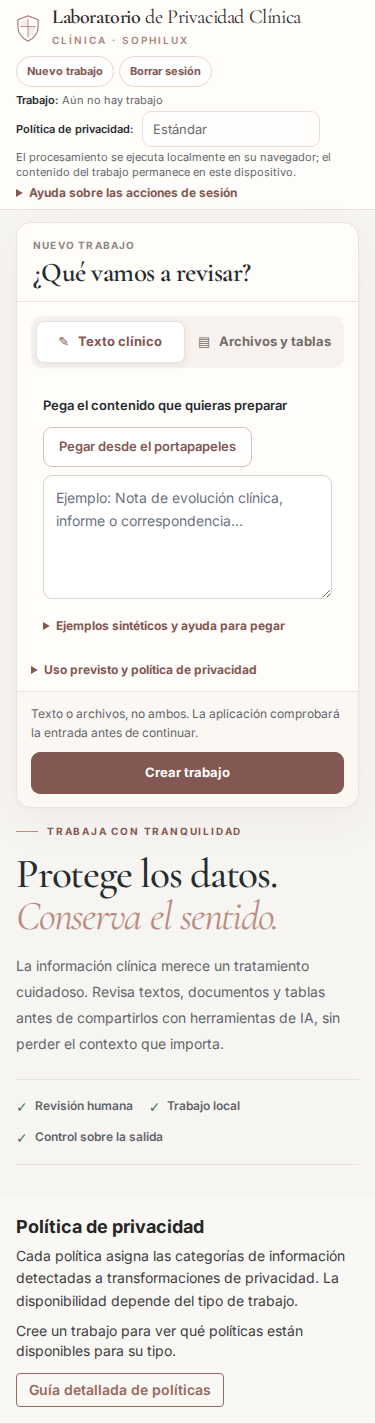 Laboratorio de Privacidad Clínica
CLÍNICA · SOPHILUX
Nuevo trabajo
Borrar sesión
Trabajo: Aún no hay trabajo
Política de privacidad:
Estándar
El procesamiento se ejecuta localmente en su navegador; el
contenido del trabajo permanece en este dispositivo.
Ayuda sobre las acciones de sesión
NUEVO TRABAJO
¿Qué vamos a revisar?
Texto clínico
Archivos y tablas
Pega el contenido que quieras preparar
Pegar desde el portapapeles
Ejemplo: Nota de evolución clínica,
informe o correspondencia...
Ejemplos sintéticos y ayuda para pegar
Uso previsto y política de privacidad
Texto o archivos, no ambos. La aplicación comprobará
la entrada antes de continuar.
Crear trabajo
TRABAJA CON TRANQUILIDAD
Protege los datos.
Conserva el sentido.
La información clínica merece un tratamiento
cuidadoso. Revisa textos, documentos y tablas
antes de compartirlos con herramientas de IA, sin
perder el contexto que importa.
✓ Revisión humana
✓ Trabajo local
✓ Control sobre la salida
Política de privacidad
Cada política asigna las categorías de información
detectadas a transformaciones de privacidad. La
disponibilidad depende del tipo de trabajo.
Cree un trabajo para ver qué políticas están
disponibles para su tipo.
Guía detallada de políticas